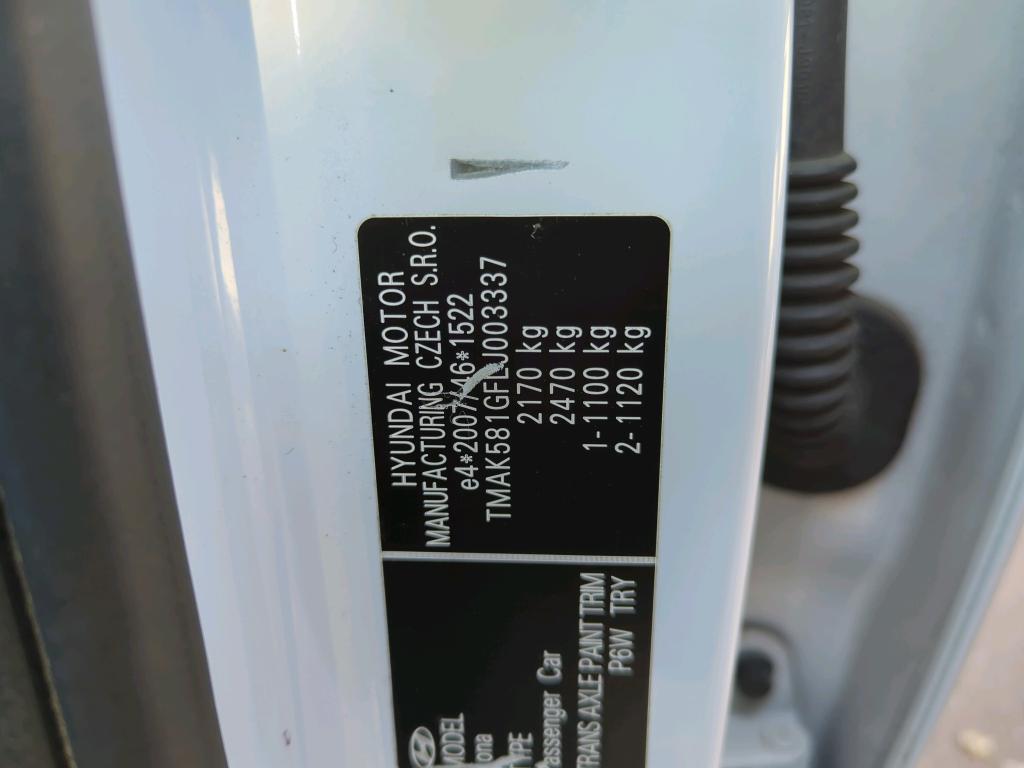 HYUNDAI MOTOR
MANUFACTURING CZECH S.R.O.
e4*2007/46*1522
TMAK581GFLJ003337
2170 kg
2470 kg
1- 1100 kg
2- 1120 kg
MODEL
ona
TYPE
Passenger Car
TRANS AXLE PAINT TRIM
P6W TRY